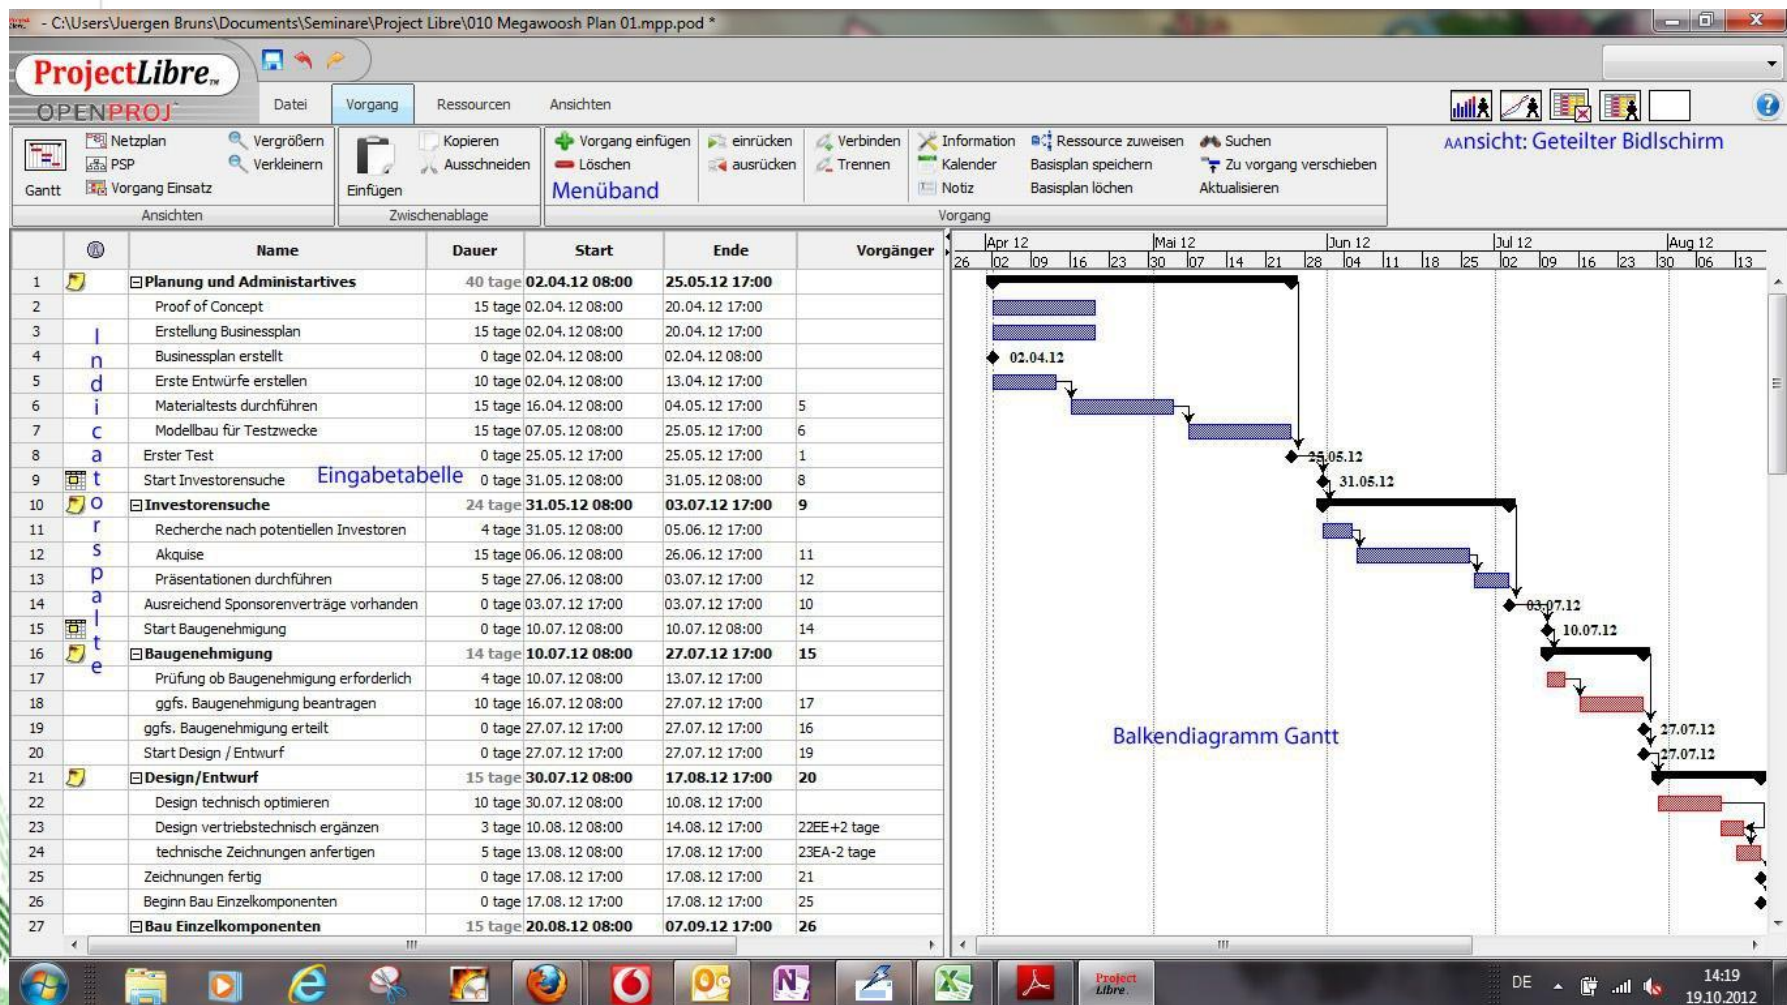 - C:\Users\Juergen Bruns\Documents\Seminare\Project Libre\010 Megawoosh Plan 01.mpp.pod *
ProjectLibre™
OPENPROJ
Datei Vorgang Ressourcen Ansichten
Netzplan Vergrößern Kopieren Vorgang einfügen einrücken Verbinden Information Ressource zuweisen Suchen
AAnsicht: Geteilter Bidlschirm
PSP Verkleinern Ausschneiden Löschen ausrücken Trennen Kalender Basisplan speichern Zu vorgang verschieben
Gantt Vorgang Einsatz Einfügen Menüband Notiz Basisplan löchen Aktualisieren
Ansichten Zwischenablage Vorgang
Name Dauer Start Ende Vorgänger
Apr 12 Mai 12 Jun 12 Jul 12 Aug 12
26 02 09 16 23 30 07 14 21 28 04 11 18 25 02 09 16 23 30 06 13
1 Planung und Administartives 40 tage 02.04.12 08:00 25.05.12 17:00
2 Proof of Concept 15 tage 02.04.12 08:00 20.04.12 17:00
3 Erstellung Businessplan 15 tage 02.04.12 08:00 20.04.12 17:00
4 Businessplan erstellt 0 tage 02.04.12 08:00 02.04.12 08:00 02.04.12
5 Erste Entwürfe erstellen 10 tage 02.04.12 08:00 13.04.12 17:00
6 Materialtests durchführen 15 tage 16.04.12 08:00 04.05.12 17:00 5
7 Modellbau für Testzwecke 15 tage 07.05.12 08:00 25.05.12 17:00 6
8 Erster Test 0 tage 25.05.12 17:00 25.05.12 17:00 1 25.05.12
9 Start Investorensuche 0 tage 31.05.12 08:00 31.05.12 08:00 8 31.05.12
10 Investorensuche 24 tage 31.05.12 08:00 03.07.12 17:00 9
11 Recherche nach potentiellen Investoren 4 tage 31.05.12 08:00 05.06.12 17:00
12 Akquise 15 tage 06.06.12 08:00 26.06.12 17:00 11
13 Präsentationen durchführen 5 tage 27.06.12 08:00 03.07.12 17:00 12
14 Ausreichend Sponsorenverträge vorhanden 0 tage 03.07.12 17:00 03.07.12 17:00 10 03.07.12
15 Start Baugenehmigung 0 tage 10.07.12 08:00 10.07.12 08:00 14 10.07.12
16 Baugenehmigung 14 tage 10.07.12 08:00 27.07.12 17:00 15
17 Prüfung ob Baugenehmigung erforderlich 4 tage 10.07.12 08:00 13.07.12 17:00
18 ggfs. Baugenehmigung beantragen 10 tage 16.07.12 08:00 27.07.12 17:00 17
19 ggfs. Baugenehmigung erteilt 0 tage 27.07.12 17:00 27.07.12 17:00 16 27.07.12
20 Start Design / Entwurf 0 tage 27.07.12 17:00 27.07.12 17:00 19 27.07.12
21 Design/Entwurf 15 tage 30.07.12 08:00 17.08.12 17:00 20
22 Design technisch optimieren 10 tage 30.07.12 08:00 10.08.12 17:00
23 Design vertriebstechnisch ergänzen 3 tage 10.08.12 08:00 14.08.12 17:00 22EE+2 tage
24 technische Zeichnungen anfertigen 5 tage 13.08.12 08:00 17.08.12 17:00 23EA-2 tage
25 Zeichnungen fertig 0 tage 17.08.12 17:00 17.08.12 17:00 21
26 Beginn Bau Einzelkomponenten 0 tage 17.08.12 17:00 17.08.12 17:00 25
27 Bau Einzelkomponenten 15 tage 20.08.12 08:00 07.09.12 17:00 26
Indicatorspalte
Eingabetabelle
Balkendiagramm Gantt
Project Libre.
DE
14:19
19.10.2012